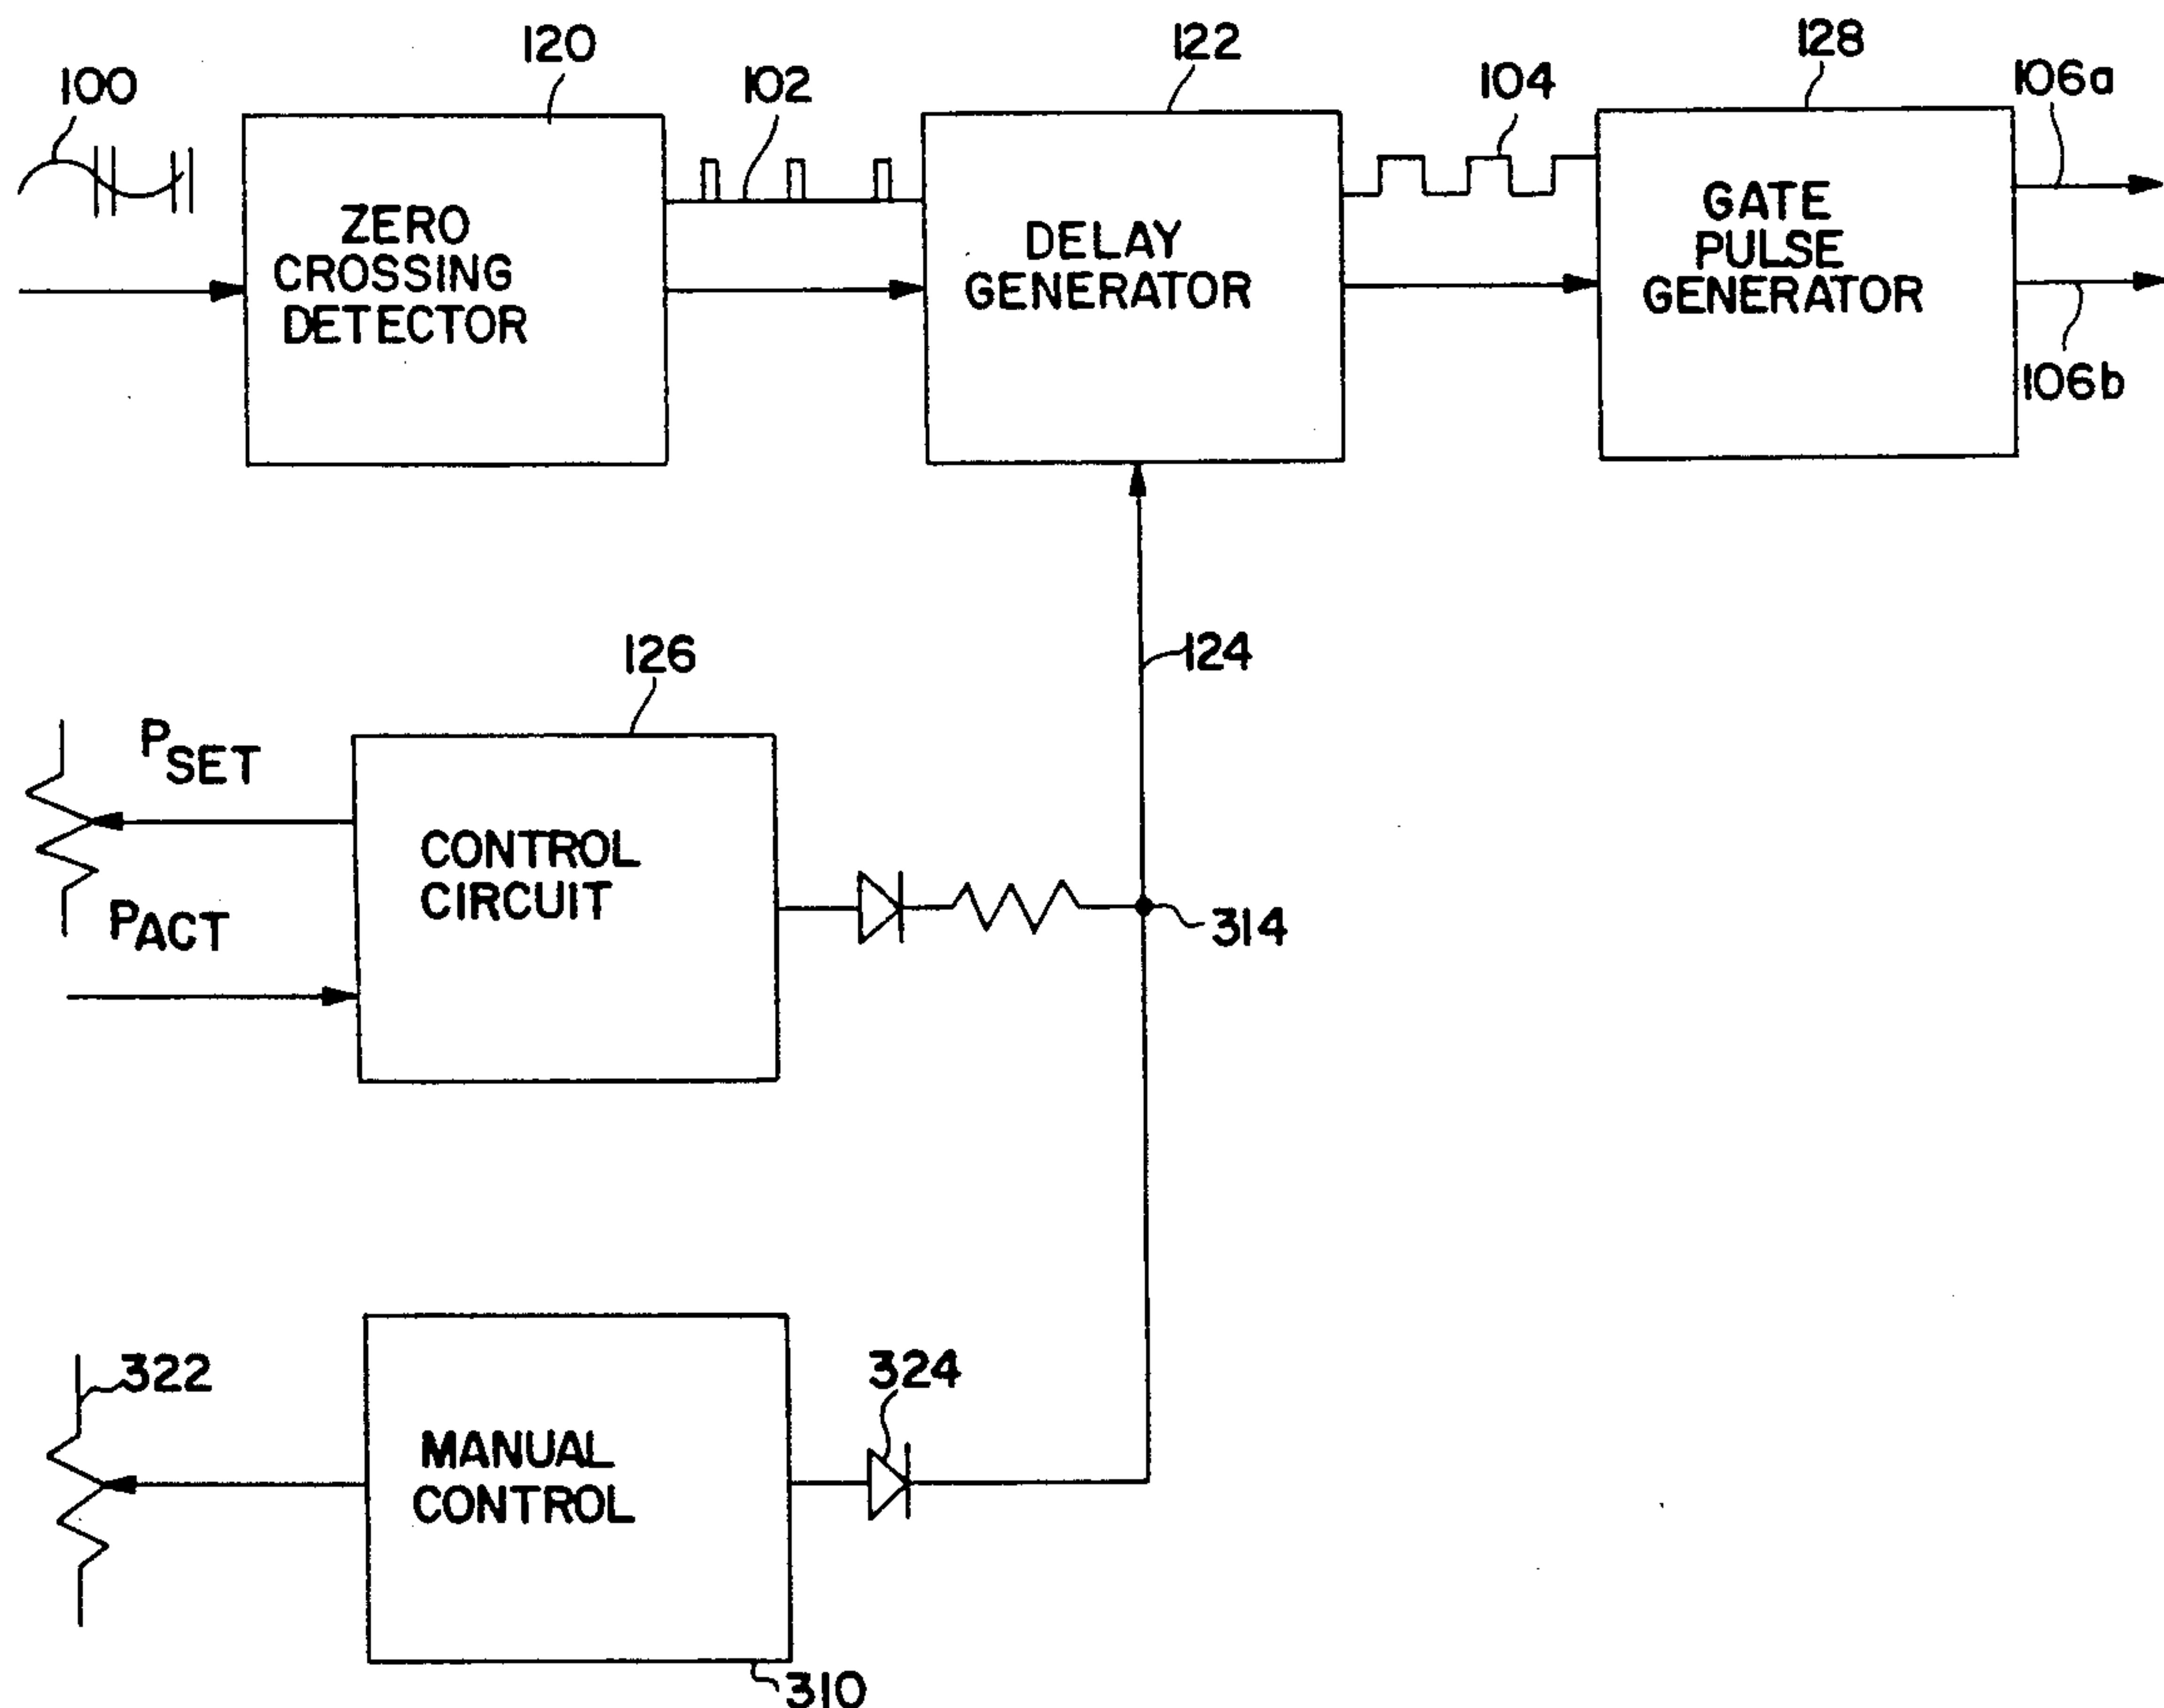 100
120
102
122
104
128
106a
ZERO
CROSSING
DETECTOR
DELAY
GENERATOR
GATE
PULSE
GENERATOR
106b
124
126
PSET
PACT
CONTROL
CIRCUIT
314
322
324
MANUAL
CONTROL
310